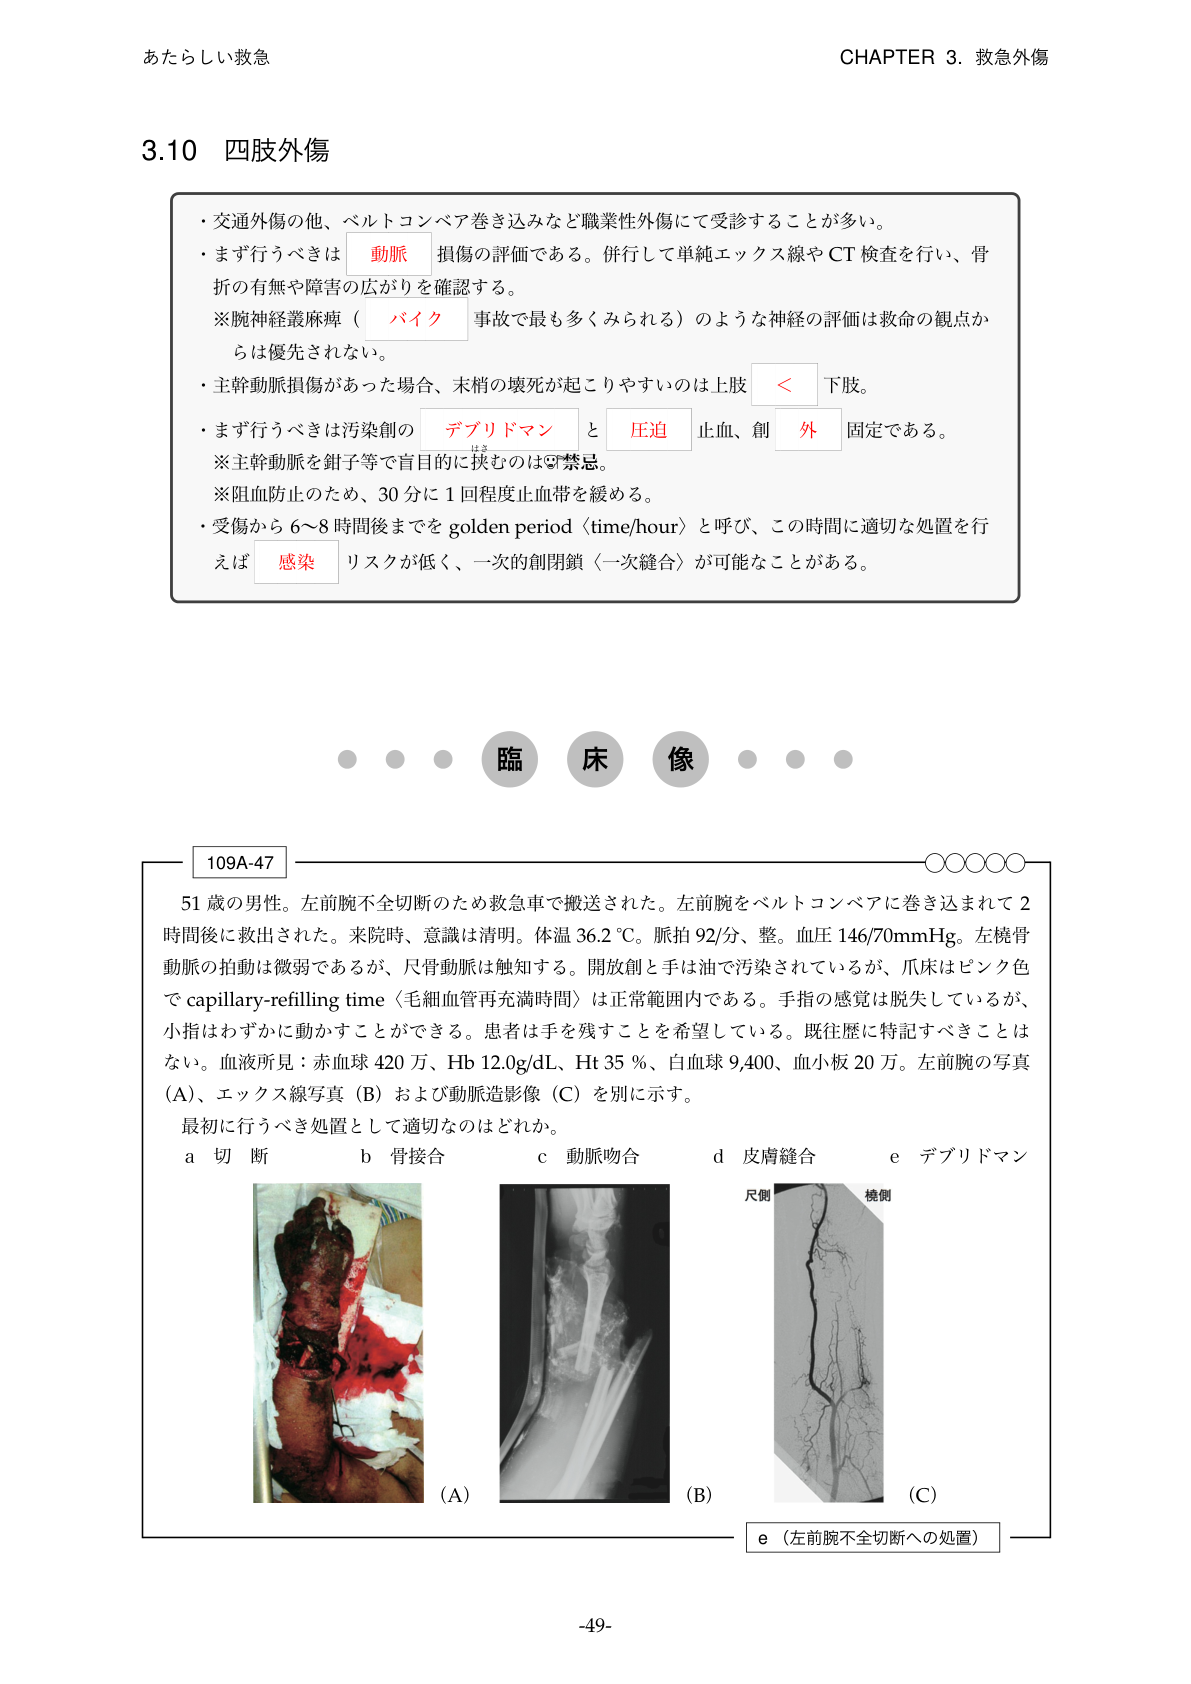 あたらしい救急
CHAPTER 3. 救急外傷
3.10 四肢外傷
・交通外傷の他、ベルトコンベア巻き込みなど職業性外傷にて受診することが多い。
・まず行うべきは 動脈 損傷の評価である。併行して単純エックス線や CT 検査を行い、骨
折の有無や障害の広がりを確認する。
※腕神経叢麻痺（ バイク 事故で最も多くみられる）のような神経の評価は救命の観点か
らは優先されない。
・主幹動脈損傷があった場合、末梢の壊死が起こりやすいのは上肢 < 下肢。
・まず行うべきは汚染創の デブリドマン と 圧迫 止血、創 外 固定である。
はさ
※主幹動脈を鉗子等で盲目的に挟むのは禁忌。
※阻血防止のため、30 分に 1 回程度止血帯を緩める。
・受傷から 6〜8 時間後までを golden period〈time/hour〉と呼び、この時間に適切な処置を行
えば 感染 リスクが低く、一次的創閉鎖〈一次縫合〉が可能なことがある。
臨 床 像
109A-47
51 歳の男性。左前腕不全切断のため救急車で搬送された。左前腕をベルトコンベアに巻き込まれて 2
時間後に救出された。来院時、意識は清明。体温 36.2 ℃。脈拍 92/分、整。血圧 146/70mmHg。左橈骨
動脈の拍動は微弱であるが、尺骨動脈は触知する。開放創と手は油で汚染されているが、爪床はピンク色
で capillary-refilling time〈毛細血管再充満時間〉は正常範囲内である。手指の感覚は脱失しているが、
小指はわずかに動かすことができる。患者は手を残すことを希望している。既往歴に特記すべきことは
ない。血液所見：赤血球 420 万、Hb 12.0g/dL、Ht 35 %、白血球 9,400、血小板 20 万。左前腕の写真
（A）、エックス線写真（B）および動脈造影像（C）を別に示す。
最初に行うべき処置として適切なのはどれか。
a 切 断 b 骨接合 c 動脈吻合 d 皮膚縫合 e デブリドマン
尺側 橈側
（A） （B） （C）
e （左前腕不全切断への処置）
-49-